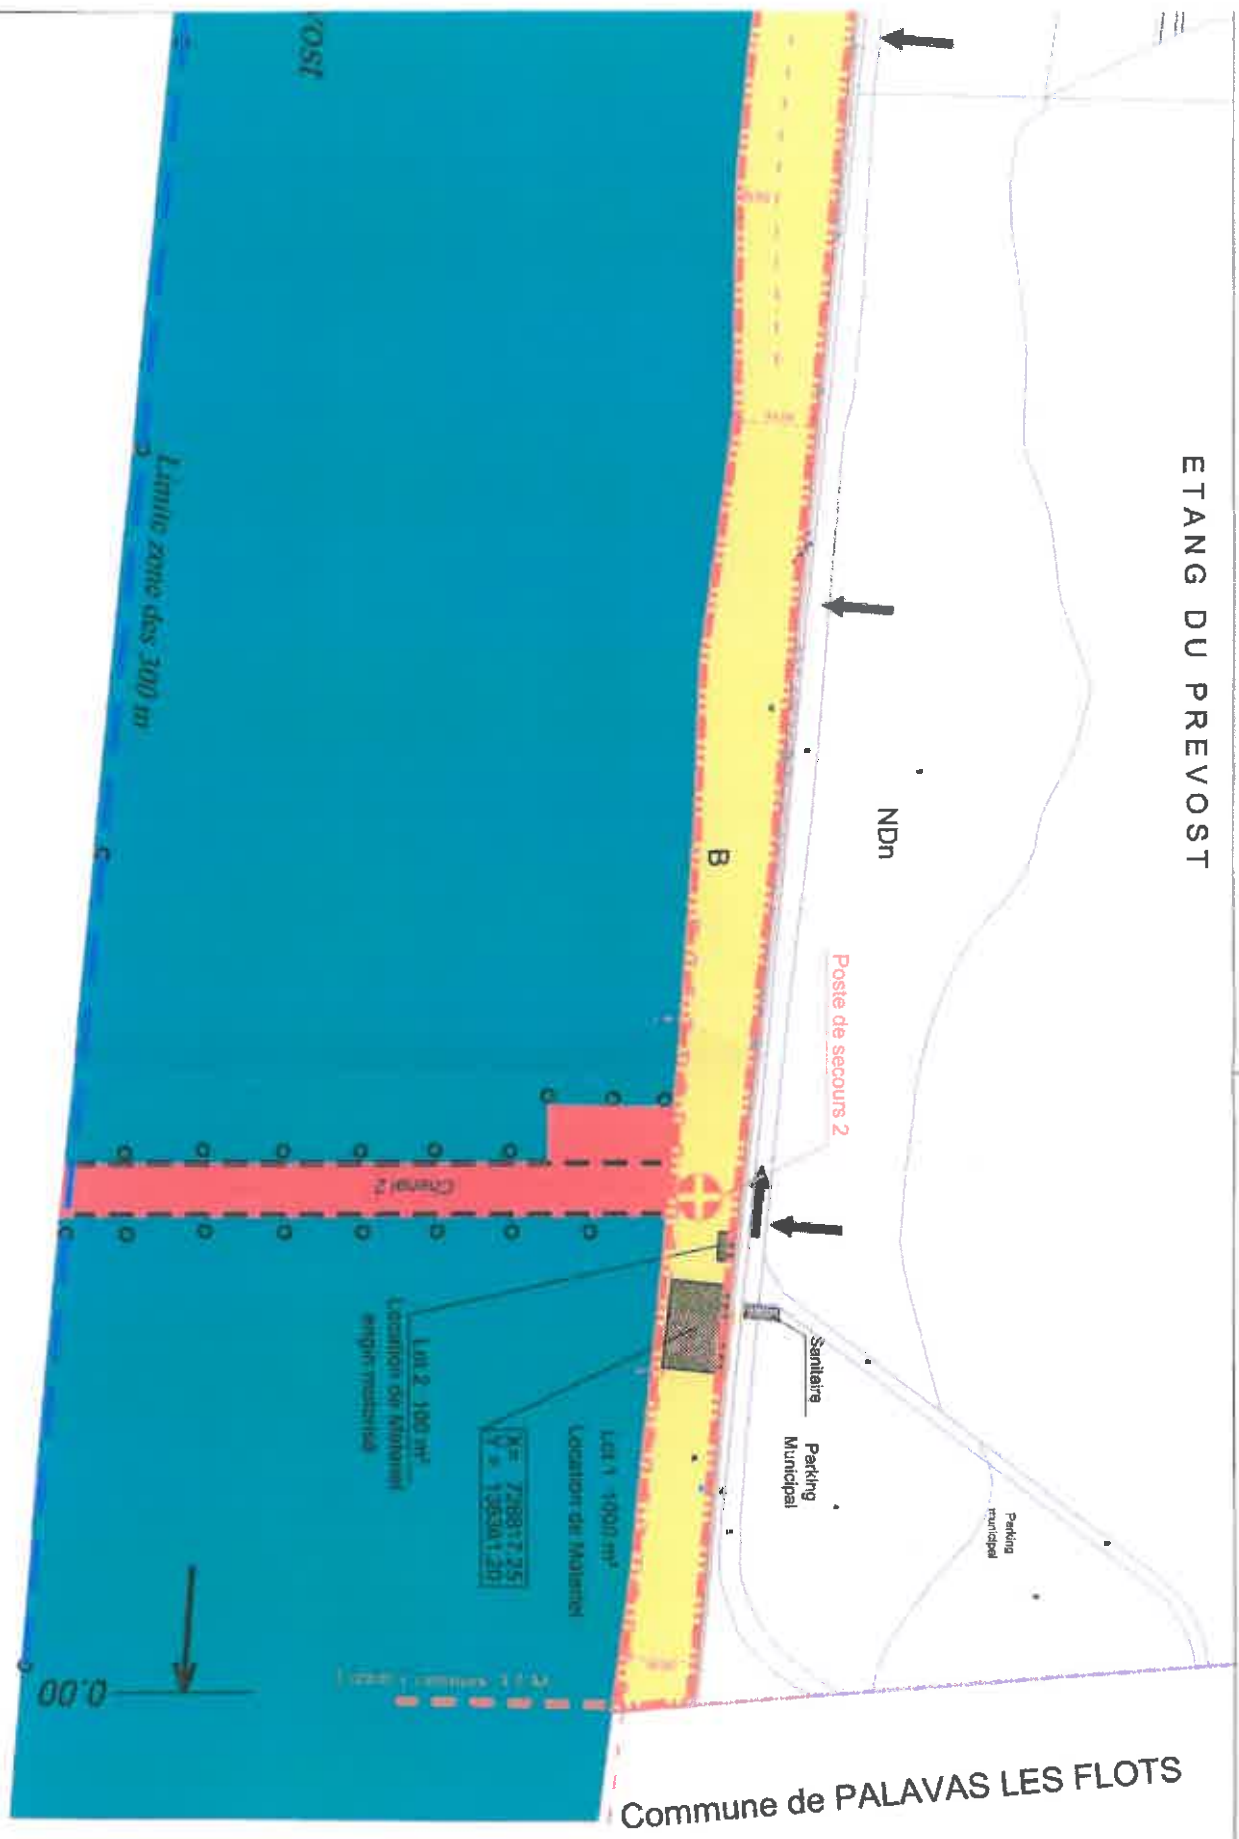 ETANG DU PREVOST
NDn
B
Poste de secours 2
Limite zone des 300 m
Chenal 2
Sanitaire
Parking
Municipal
Parking
municipal
Lot 1 1000 m²
Location de Matériel
Lot 2 100 m²
Location de Matériel
engin motorisé
0.00
Commune de PALAVAS LES FLOTS